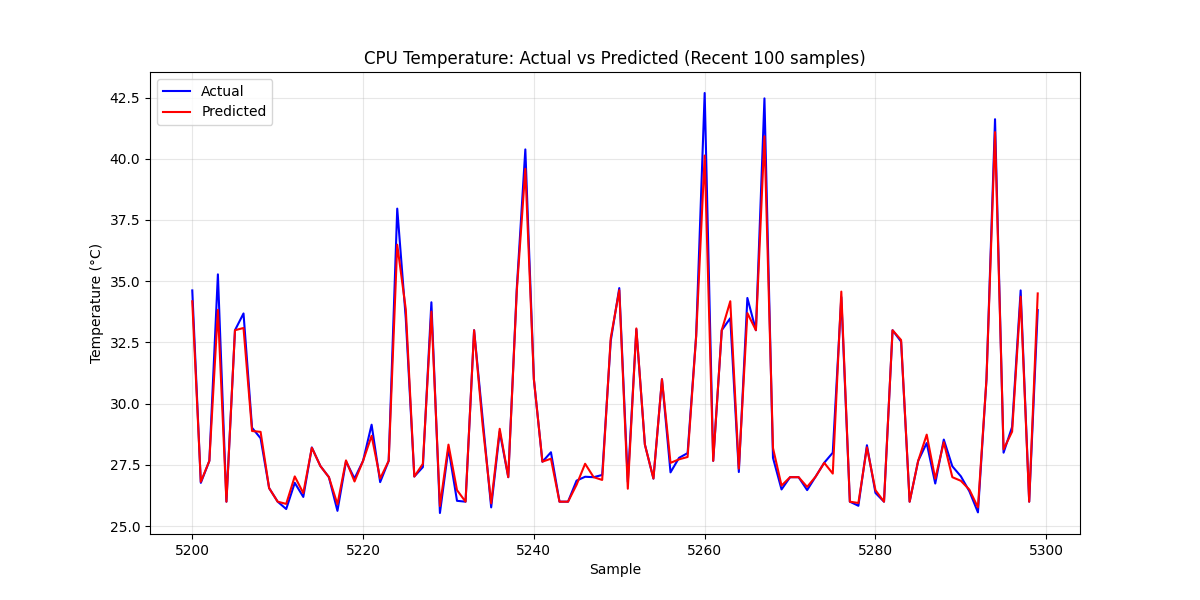 CPU Temperature: Actual vs Predicted (Recent 100 samples)
Actual
Predicted
42.5
40.0
37.5
35.0
32.5
30.0
27.5
25.0
Temperature (°C)
5200
5220
5240
5260
5280
5300
Sample